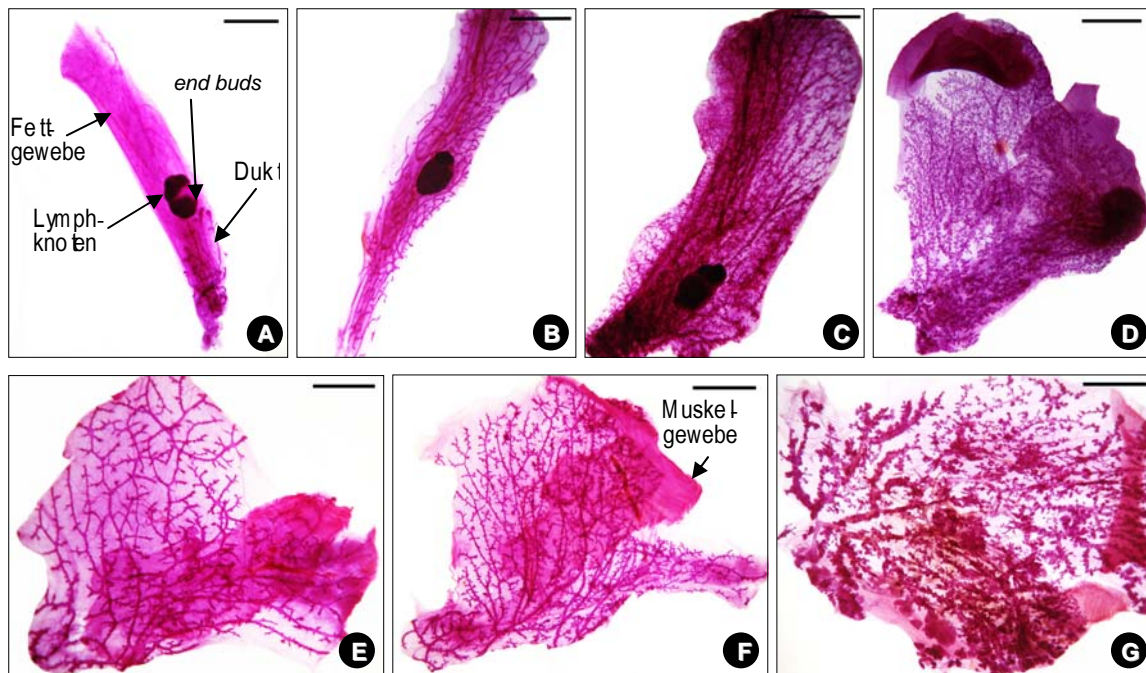 end buds
Fett-
gewebe
Dukt
Lymph-
knoten
A
B
C
D
Muskel-
gewebe
E
F
G